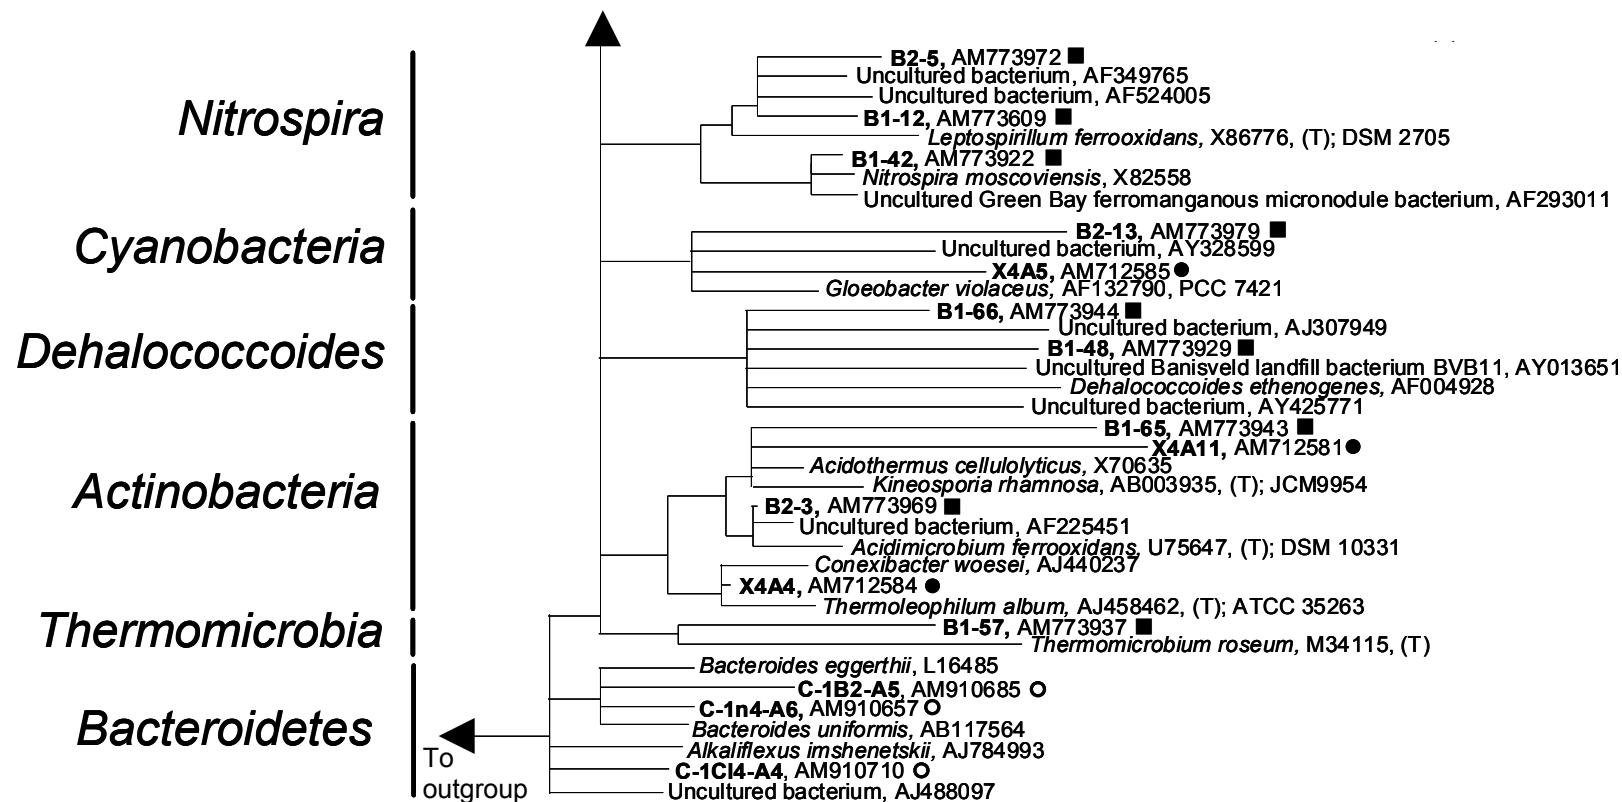 Nitrospira
B2-5, AM773972
Uncultured bacterium, AF349765
Uncultured bacterium, AF524005
B1-12, AM773609
Leptospirillum ferrooxidans, X86776, (T); DSM 2705
B1-42, AM773922
Nitrospira moscoviensis, X82558
Uncultured Green Bay ferromanganous micronodule bacterium, AF293011
Cyanobacteria
B2-13, AM773979
Uncultured bacterium, AY328599
X4A5, AM712585
Gloeobacter violaceus, AF132790, PCC 7421
Dehalococcoides
B1-66, AM773944
Uncultured bacterium, AJ307949
B1-48, AM773929
Uncultured Banisveld landfill bacterium BVB11, AY013651
Dehalococcoides ethenogenes, AF004928
Uncultured bacterium, AY425771
Actinobacteria
B1-65, AM773943
X4A11, AM712581
Acidothermus cellulolyticus, X70635
Kineosporia rhamnosa, AB003935, (T); JCM9954
B2-3, AM773969
Uncultured bacterium, AF225451
Acidimicrobium ferrooxidans, U75647, (T); DSM 10331
Conexibacter woesei, AJ440237
X4A4, AM712584
Thermoleophilum album, AJ458462, (T); ATCC 35263
Thermomicrobia
B1-57, AM773937
Thermomicrobium roseum, M34115, (T)
Bacteroidetes
Bacteroides eggerthii, L16485
C-1B2-A5, AM910685
C-1n4-A6, AM910657
Bacteroides uniformis, AB117564
Alkaliflexus imshenetskii, AJ784993
C-1CI4-A4, AM910710
Uncultured bacterium, AJ488097
To
outgroup